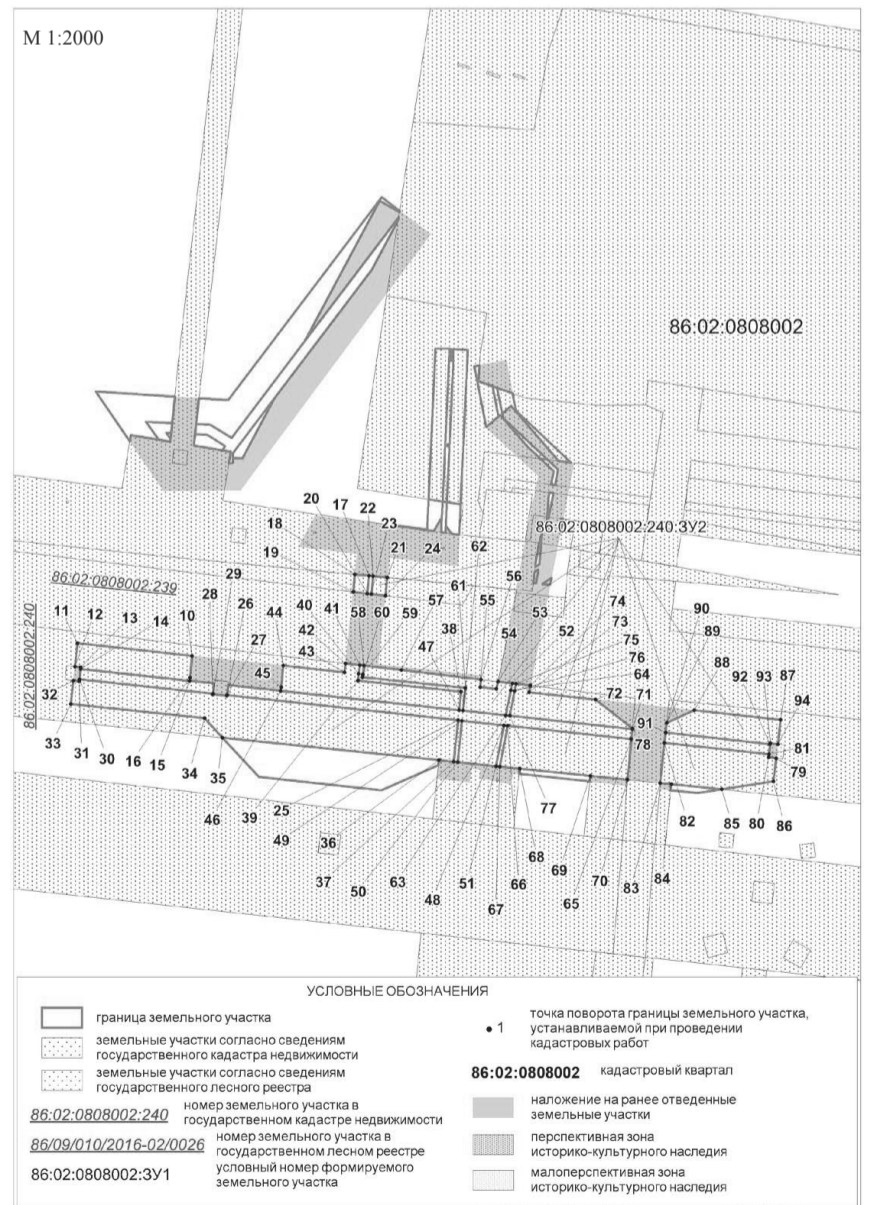 М 1:2000
86:02:0808002
20 17 22
23
18
21 24 62
86:02:0808002:240:ЗУ2
19
86:02:0808002:239
29
28 26
40
41
58 60 59
61
57 55 56
54 53 74 90
11 12 13 14 10
44
42
43
27
45
47 38
52
73
75
76
64
89
88
92 93 87
94
86:02:0808002:240
32
33 31 30 16 15 34
35
46 39 25
49
36
37
50 63 48 51 67 66
77
68
69
65 70 83 84
72 71
91
78
81
79
82 85 80 86
УСЛОВНЫЕ ОБОЗНАЧЕНИЯ
граница земельного участка
земельные участки согласно сведениям
государственного кадастра недвижимости
земельные участки согласно сведениям
государственного лесного реестра
86:02:0808002:240 номер земельного участка в
государственном кадастре недвижимости
86/09/010/2016-02/0026 номер земельного участка в
государственном лесном реестре
86:02:0808002:ЗУ1 условный номер формируемого
земельного участка
• 1 точка поворота границы земельного участка,
устанавливаемой при проведении
кадастровых работ
86:02:0808002 кадастровый квартал
наложение на ранее отведенные
земельные участки
перспективная зона
историко-культурного наследия
малоперспективная зона
историко-культурного наследия